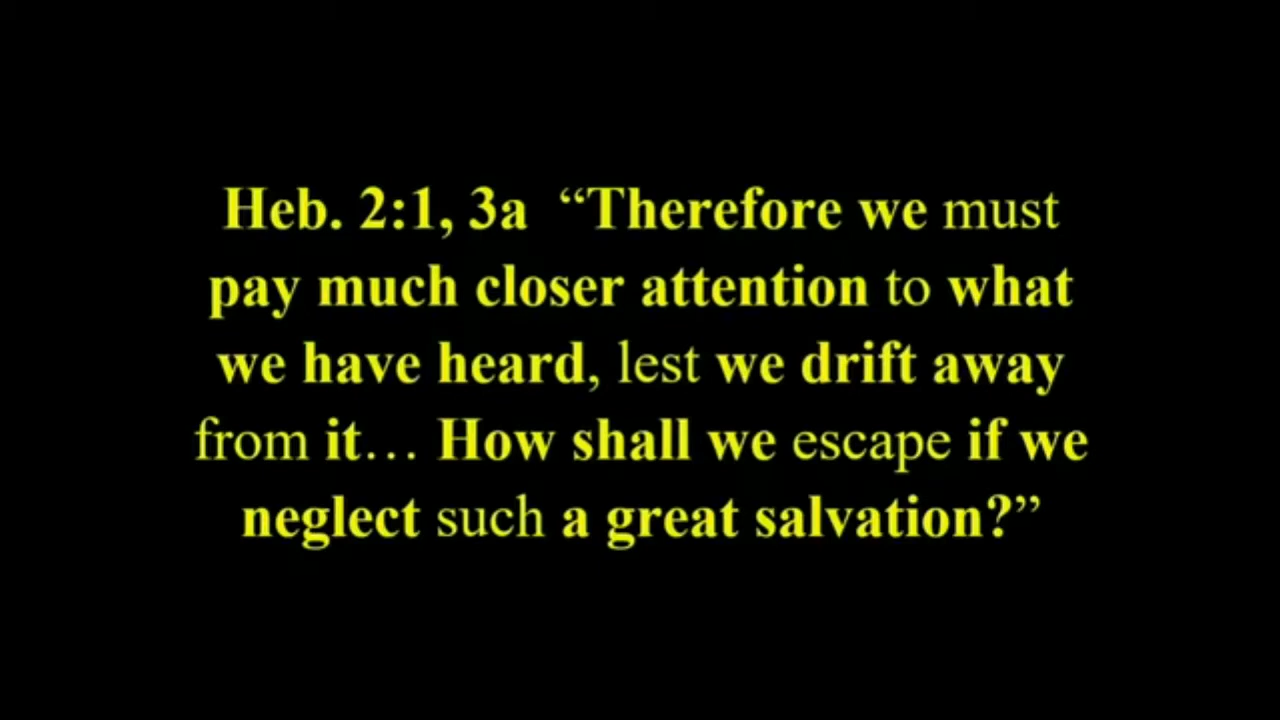 Heb. 2:1, 3a “Therefore we must
pay much closer attention to what
we have heard, lest we drift away
from it… How shall we escape if we
neglect such a great salvation?”